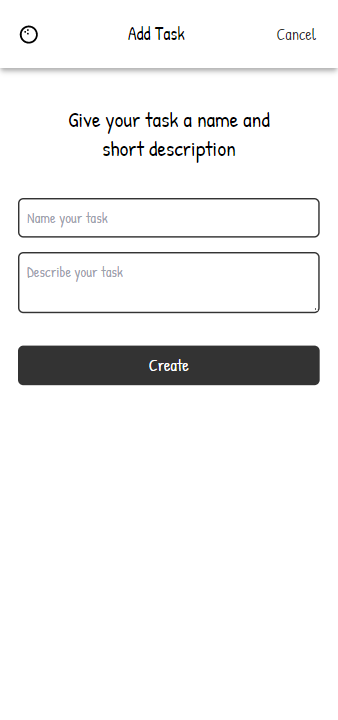 Add Task
Cancel
Give your task a name and
short description
Name your task
Describe your task
Create